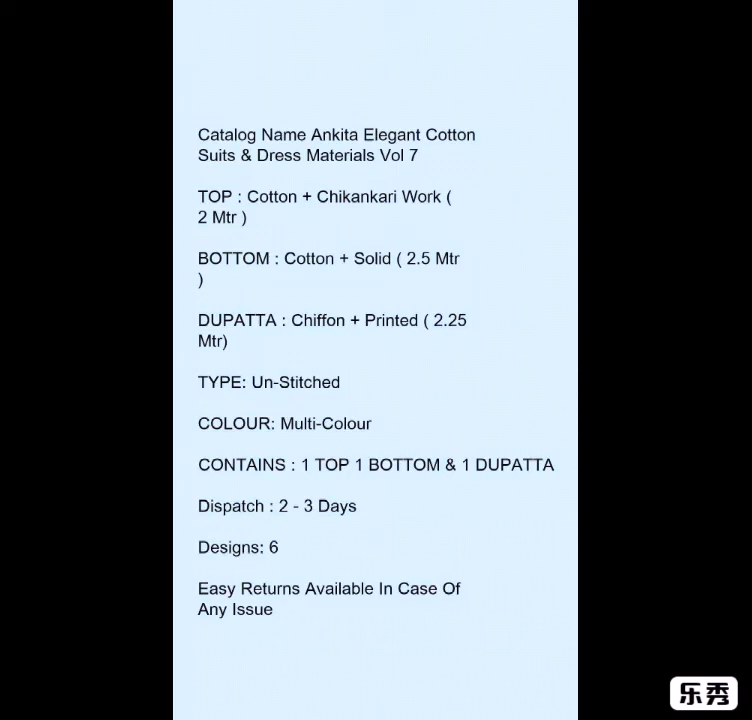 Catalog Name Ankita Elegant Cotton
Suits & Dress Materials Vol 7
TOP : Cotton + Chikankari Work (
2 Mtr )
BOTTOM : Cotton + Solid ( 2.5 Mtr
)
DUPATTA : Chiffon + Printed ( 2.25
Mtr)
TYPE: Un-Stitched
COLOUR: Multi-Colour
CONTAINS : 1 TOP 1 BOTTOM & 1 DUPATTA
Dispatch : 2 - 3 Days
Designs: 6
Easy Returns Available In Case Of
Any Issue
乐秀